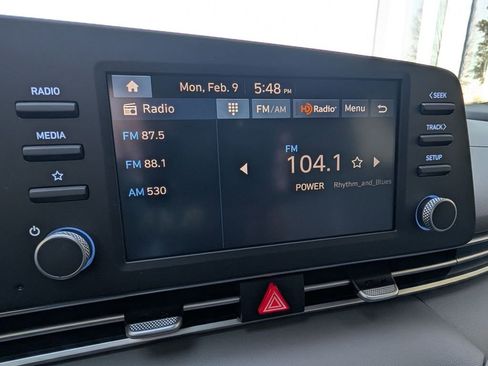 Mon, Feb. 9 5:48 PM
RADIO
MEDIA
Radio
FM/AM
HD Radio
Menu
<SEEK
TRACK>
SETUP
FM 87.5
FM 88.1
AM 530
FM
104.1
POWER Rhythm_and_Blues